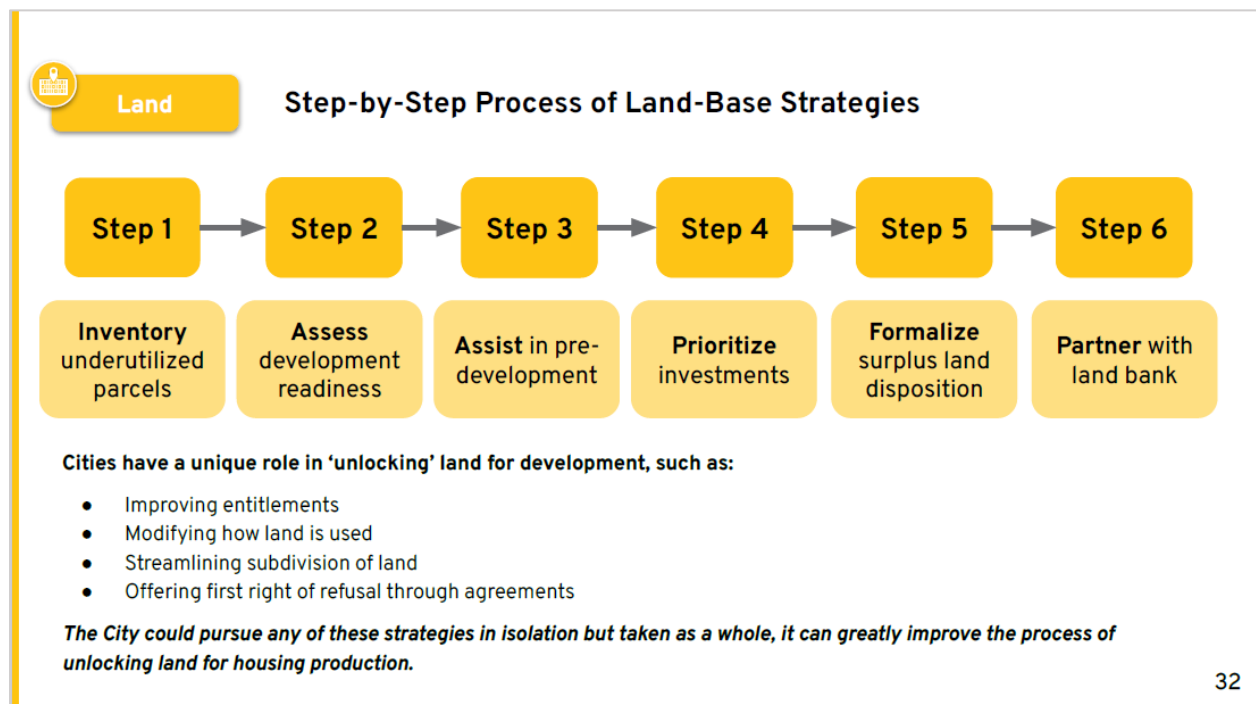 Land
Step-by-Step Process of Land-Base Strategies
Step 1
Step 2
Step 3
Step 4
Step 5
Step 6
Inventory
underutilized
parcels
Assess
development
readiness
Assist in pre-
development
Prioritize
investments
Formalize
surplus land
disposition
Partner with
land bank
Cities have a unique role in ‘unlocking’ land for development, such as:
● Improving entitlements
● Modifying how land is used
● Streamlining subdivision of land
● Offering first right of refusal through agreements
The City could pursue any of these strategies in isolation but taken as a whole, it can greatly improve the process of
unlocking land for housing production.
32